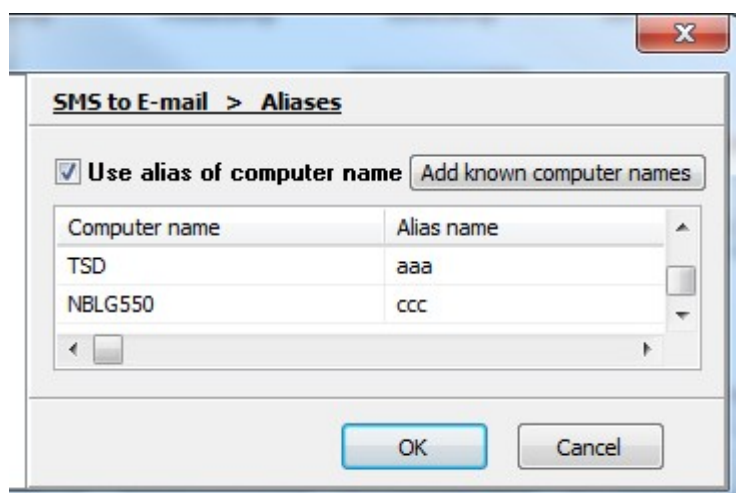 SMS to E-mail > Aliases
Use alias of computer name Add known computer names
Computer name Alias name
TSD aaa
NBLG550 ccc
OK Cancel